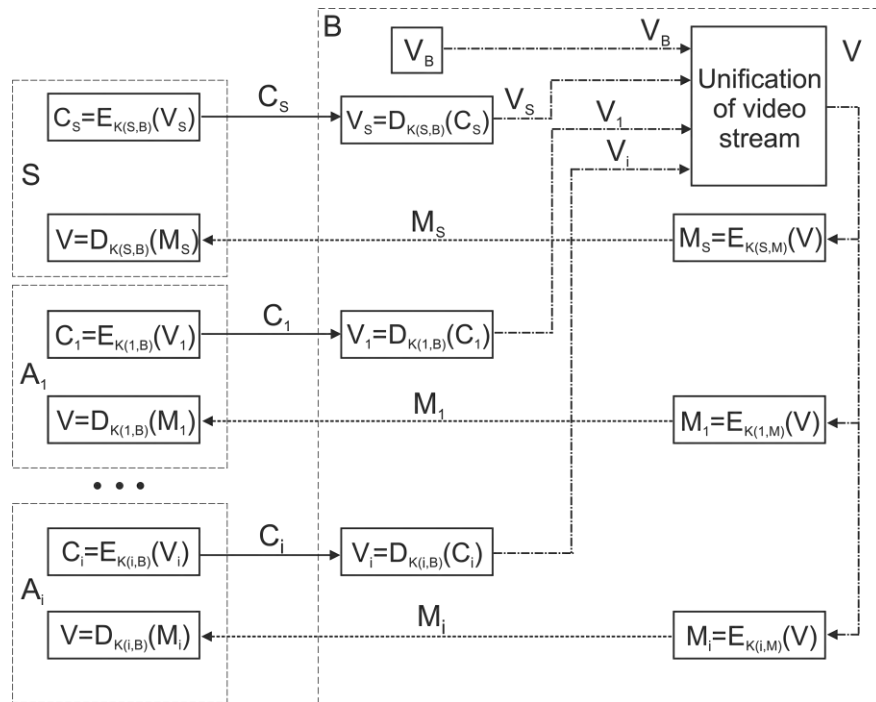 B
V_B
V_B
V
Unification
of video
stream
S
C_S=E_K(S,B)(V_S)
C_S
V_S=D_K(S,B)(C_S)
V_S
V_1
V_i
V=D_K(S,B)(M_S)
M_S
M_S=E_K(S,M)(V)
A_1
C_1=E_K(1,B)(V_1)
C_1
V_1=D_K(1,B)(C_1)
V=D_K(1,B)(M_1)
M_1
M_1=E_K(1,M)(V)
• • •
A_i
C_i=E_K(i,B)(V_i)
C_i
V_i=D_K(i,B)(C_i)
V=D_K(i,B)(M_i)
M_i
M_i=E_K(i,M)(V)